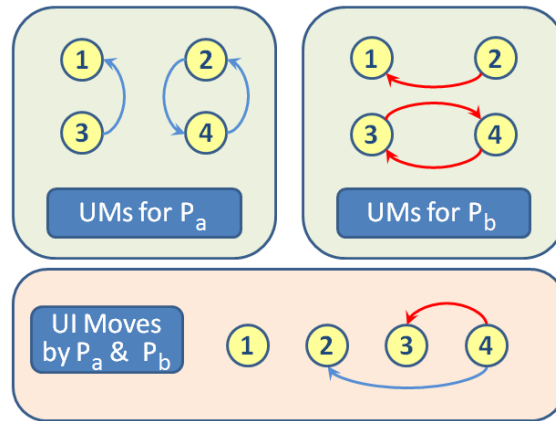 1 2
3 4
UMs for Pa
1 2
3 4
UMs for Pb
UI Moves
by Pa & Pb
1 2 3 4